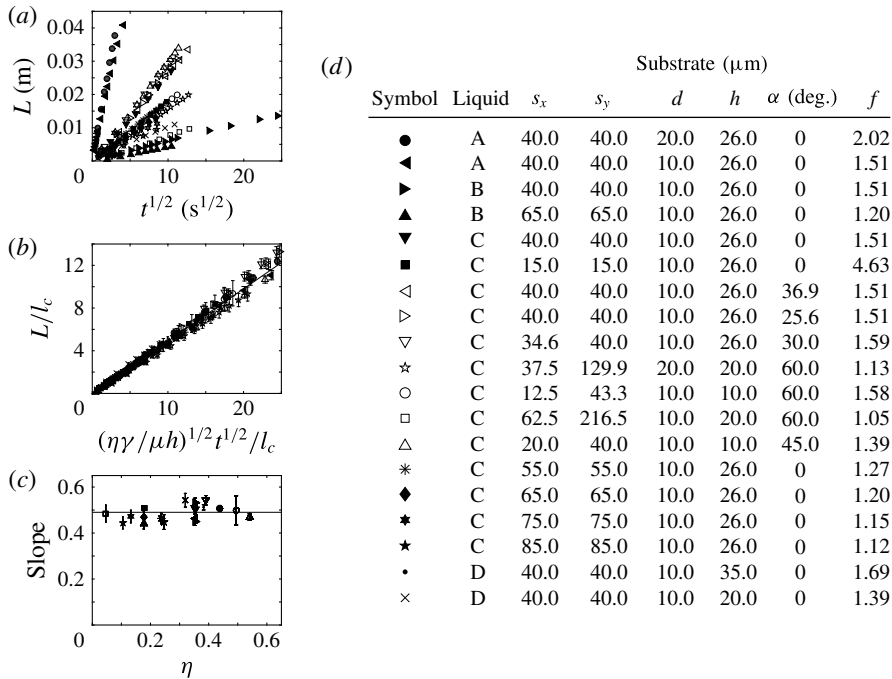 (a)
0.04
0.03
0.02
0.01
L (m)
0 10 20
t^{1/2} (s^{1/2})
(b)
12
8
4
L/l_c
0 10 20
(ηγ/μh)^{1/2} t^{1/2}/l_c
(c)
0.6
0.4
0.2
Slope
0 0.2 0.4 0.6
η
(d)
Substrate (μm)
Symbol Liquid s_x s_y d h α (deg.) f
● A 40.0 40.0 20.0 26.0 0 2.02
◀ A 40.0 40.0 10.0 26.0 0 1.51
▶ B 40.0 40.0 10.0 26.0 0 1.51
▲ B 65.0 65.0 10.0 26.0 0 1.20
▼ C 40.0 40.0 10.0 26.0 0 1.51
■ C 15.0 15.0 10.0 26.0 0 4.63
◁ C 40.0 40.0 10.0 26.0 36.9 1.51
▷ C 40.0 40.0 10.0 26.0 25.6 1.51
▽ C 34.6 40.0 10.0 26.0 30.0 1.59
☆ C 37.5 129.9 20.0 20.0 60.0 1.13
○ C 12.5 43.3 10.0 10.0 60.0 1.58
□ C 62.5 216.5 10.0 20.0 60.0 1.05
△ C 20.0 40.0 10.0 10.0 45.0 1.39
✳ C 55.0 55.0 10.0 26.0 0 1.27
◆ C 65.0 65.0 10.0 26.0 0 1.20
✶ C 75.0 75.0 10.0 26.0 0 1.15
★ C 85.0 85.0 10.0 26.0 0 1.12
• D 40.0 40.0 10.0 35.0 0 1.69
× D 40.0 40.0 10.0 20.0 0 1.39